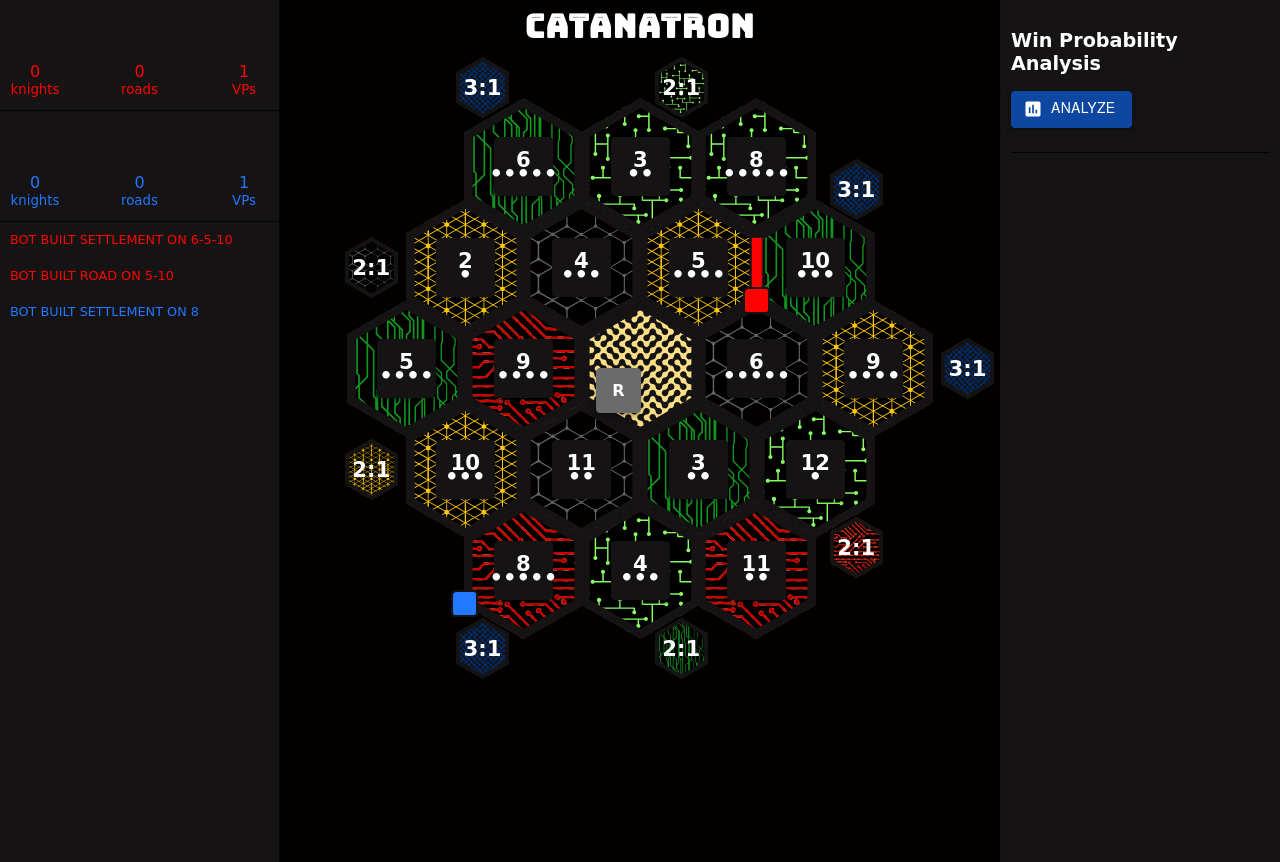 CATANATRON
0 0 1
knights roads VPs
0 0 1
knights roads VPs
BOT BUILT SETTLEMENT ON 6-5-10
BOT BUILT ROAD ON 5-10
BOT BUILT SETTLEMENT ON 8
3:1 2:1
6 3 8
3:1
2:1 2 4 5 10
5 9 R 6 9 3:1
2:1 10 11 3 12
8 4 11 2:1
3:1 2:1
Win Probability
Analysis
ANALYZE